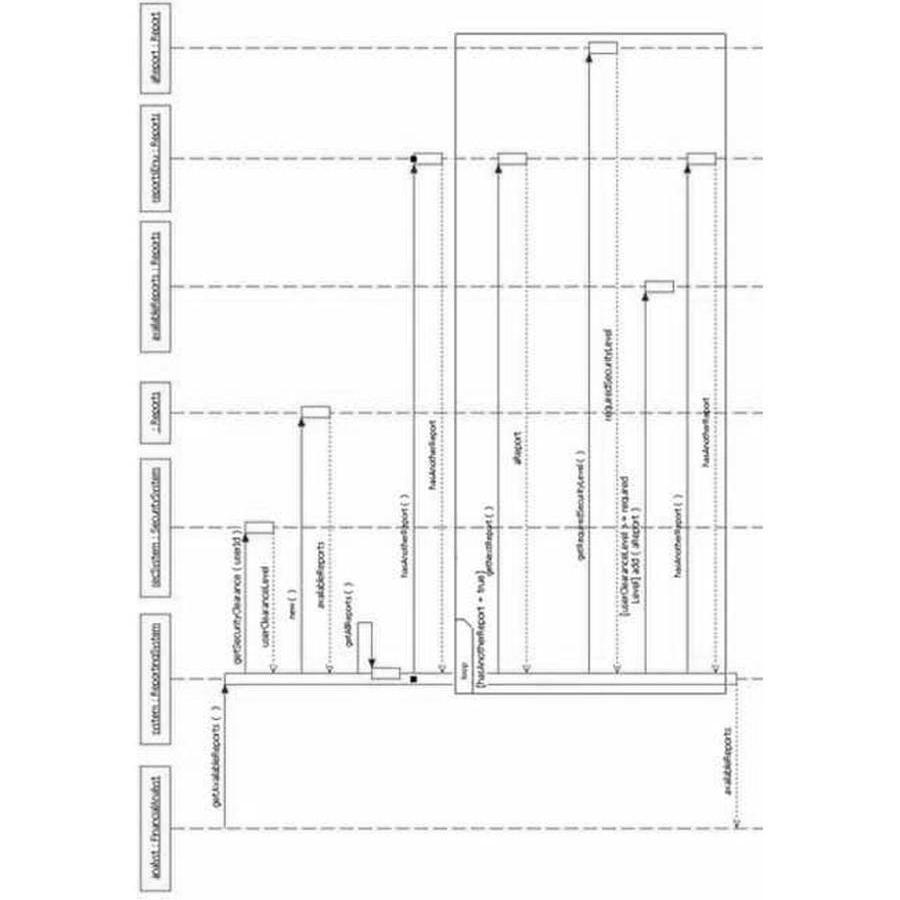 analyst : FinancialAnalyst
system : ReportingSystem
secSystem : SecuritySystem
: Reports
availableReports : Reports
reportEnu : Reports
aReport : Report
getAvailableReports ( )
getSecurityClearance ( userId )
userClearanceLevel
new ( )
availableReports
getAllReports ( )
hasAnotherReport ( )
hasAnotherReport
loop
[hasAnotherReport = true]
getNextReport ( )
aReport
getRequiredSecurityLevel ( )
requiredSecurityLevel
[userClearanceLevel >= required
Level] add ( aReport )
hasAnotherReport ( )
hasAnotherReport
availableReports